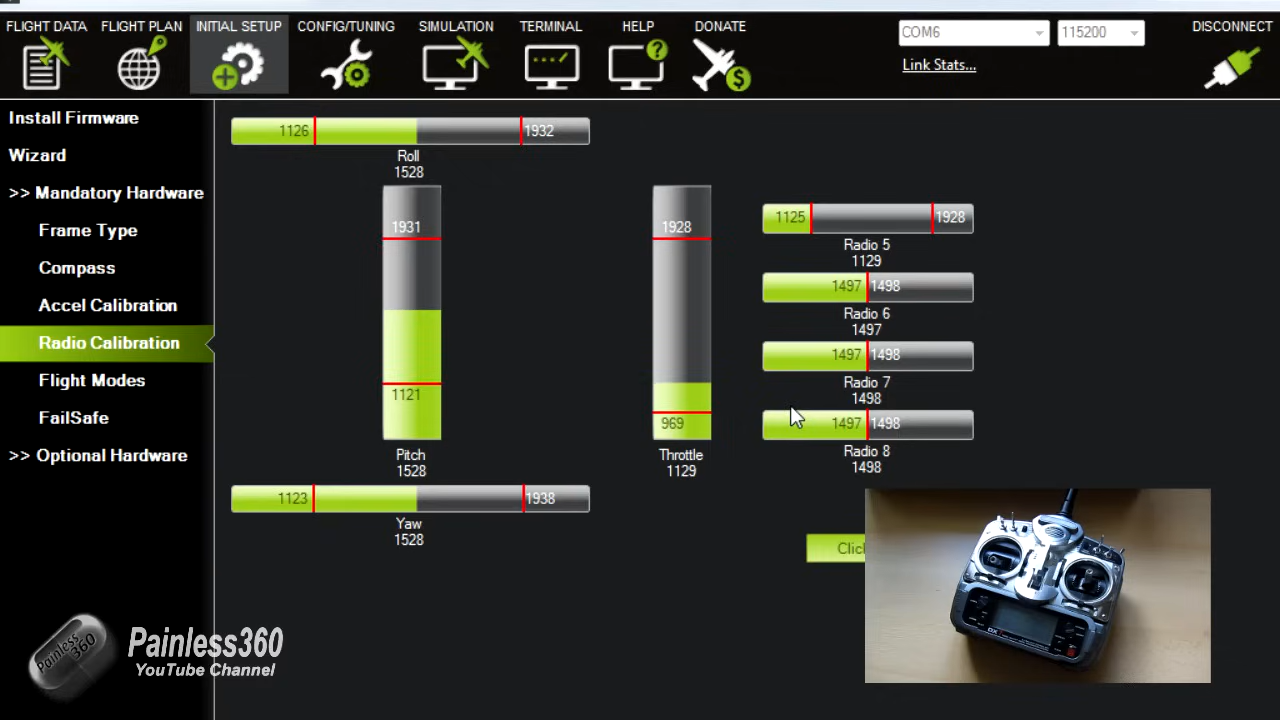 FLIGHT DATA
FLIGHT PLAN
INITIAL SETUP
CONFIG/TUNING
SIMULATION
TERMINAL
HELP
DONATE
COM6
115200
Link Stats...
DISCONNECT
Install Firmware
Wizard
>> Mandatory Hardware
Frame Type
Compass
Accel Calibration
Radio Calibration
Flight Modes
FailSafe
>> Optional Hardware
1126
1932
Roll
1528
1931
1121
Pitch
1528
1928
969
Throttle
1129
1125
1928
Radio 5
1129
1497
1498
Radio 6
1497
1497
1498
Radio 7
1498
1497
1498
Radio 8
1498
1123
1938
Yaw
1528
Painless360
Painless360
YouTube Channel